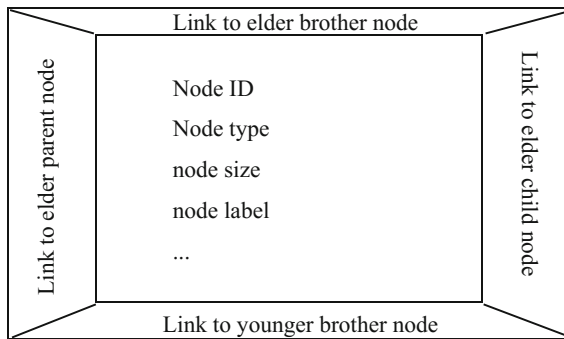 Link to elder brother node
Link to elder parent node
Node ID
Node type
node size
node label
...
Link to elder child node
Link to younger brother node